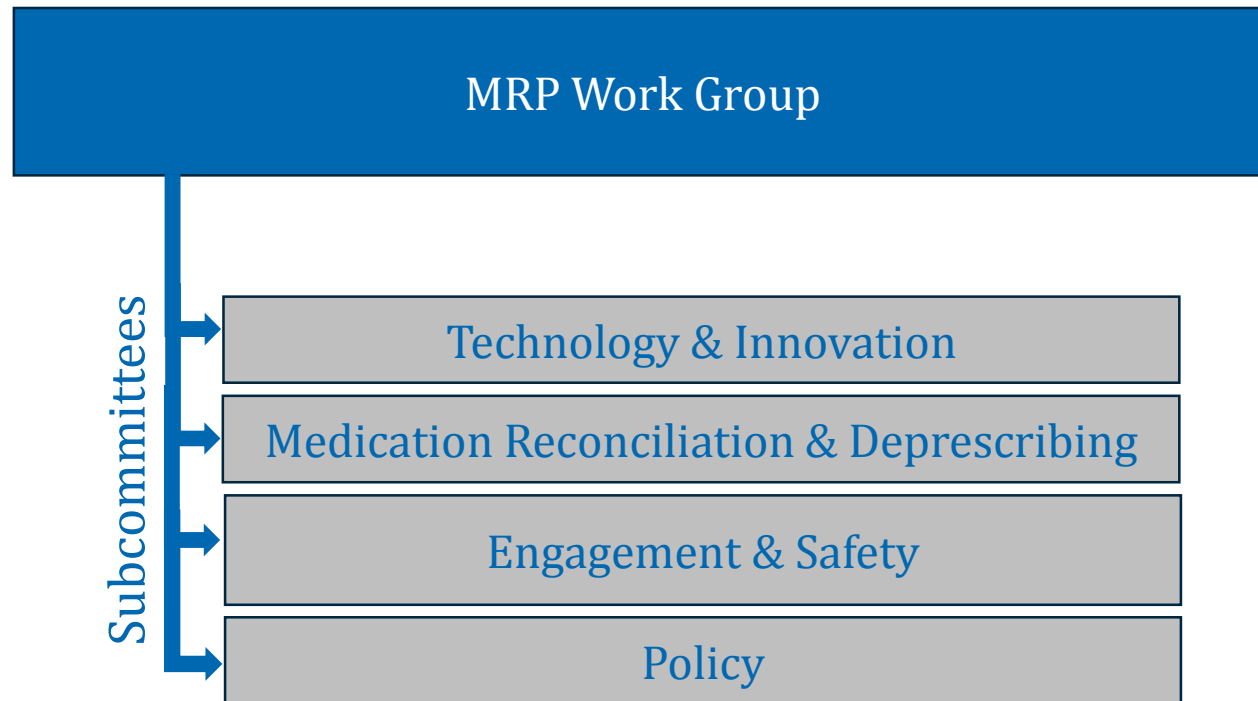 MRP Work Group
Subcommittees
Technology & Innovation
Medication Reconciliation & Deprescribing
Engagement & Safety
Policy